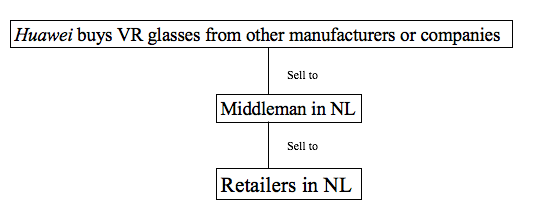 Huawei buys VR glasses from other manufacturers or companies
Sell to
Middleman in NL
Sell to
Retailers in NL